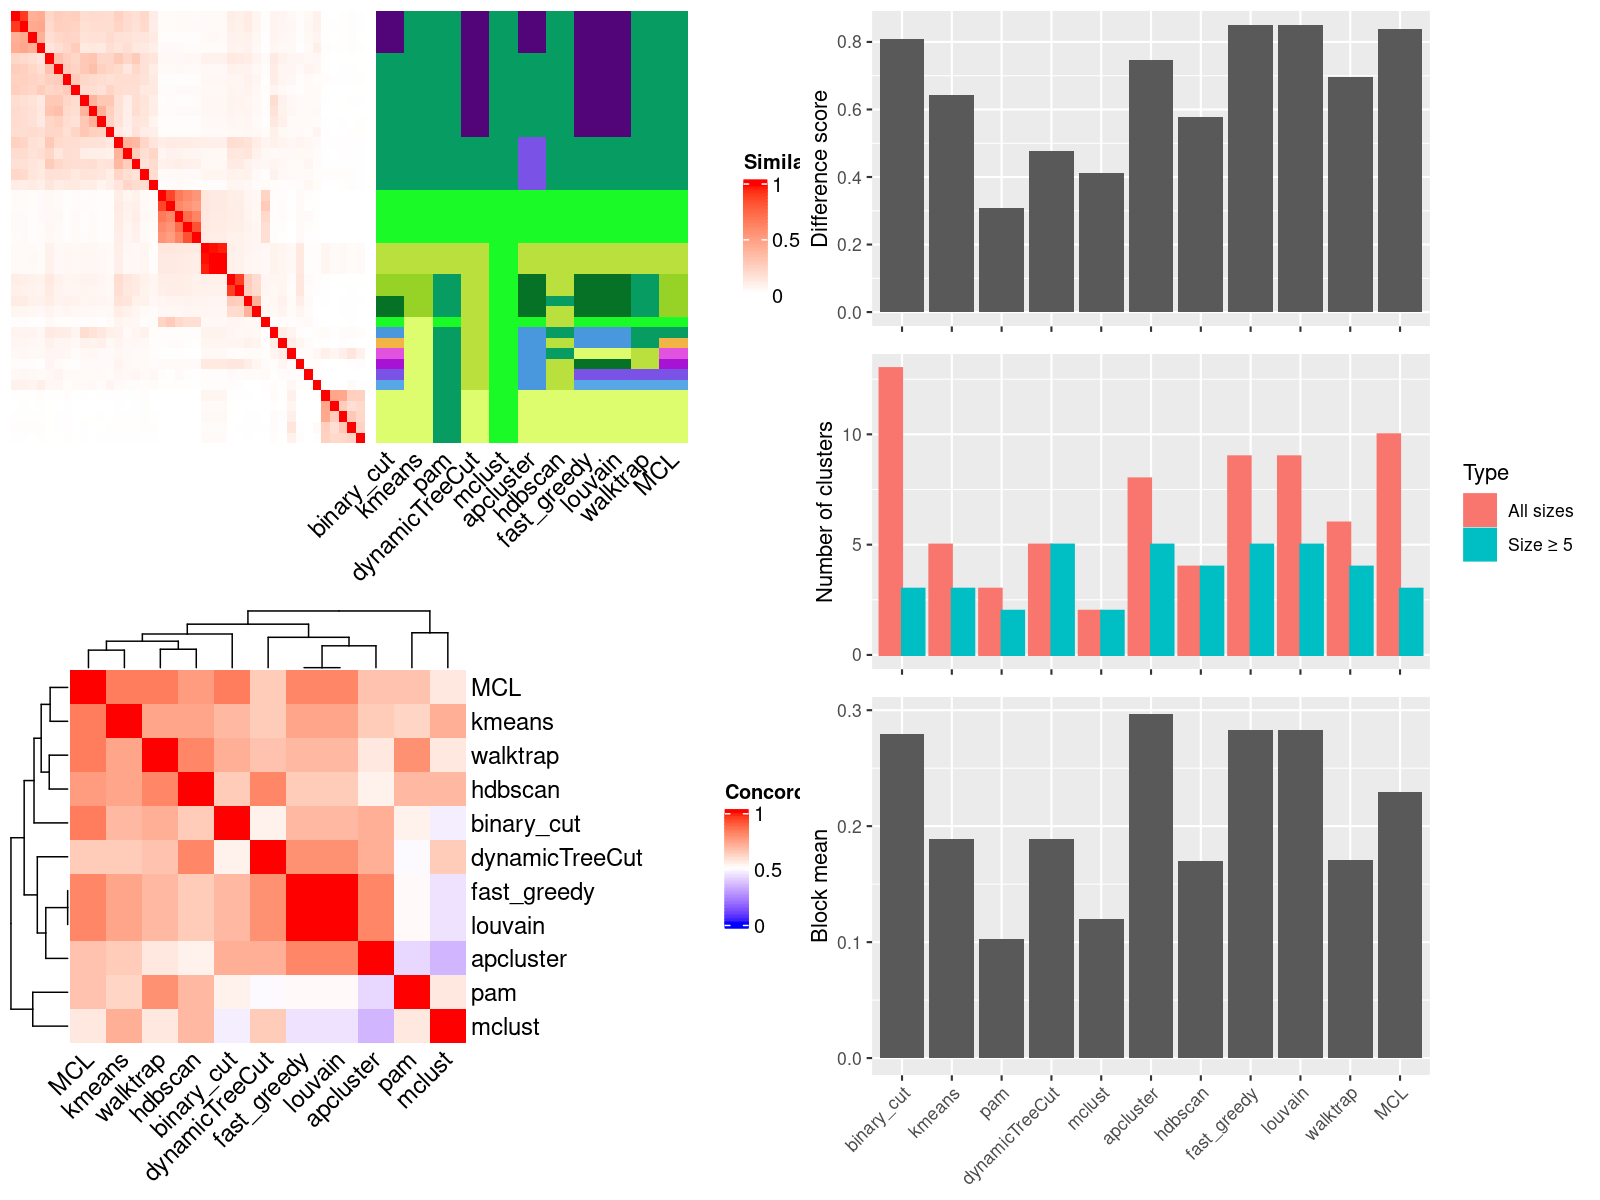 Simila
1
0.5
0
binary_cut
kmeans
pam
dynamicTreeCut
mclust
apcluster
hdbscan
fast_greedy
louvain
walktrap
MCL
Difference score
0.8
0.6
0.4
0.2
0.0
Number of clusters
10
5
0
Type
All sizes
Size ≥ 5
MCL
kmeans
walktrap
hdbscan
binary_cut
dynamicTreeCut
fast_greedy
louvain
apcluster
pam
mclust
MCL
kmeans
walktrap
hdbscan
binary_cut
dynamicTreeCut
fast_greedy
louvain
apcluster
pam
mclust
Concord
1
0.5
0
Block mean
0.3
0.2
0.1
0.0
binary_cut
kmeans
pam
dynamicTreeCut
mclust
apcluster
hdbscan
fast_greedy
louvain
walktrap
MCL